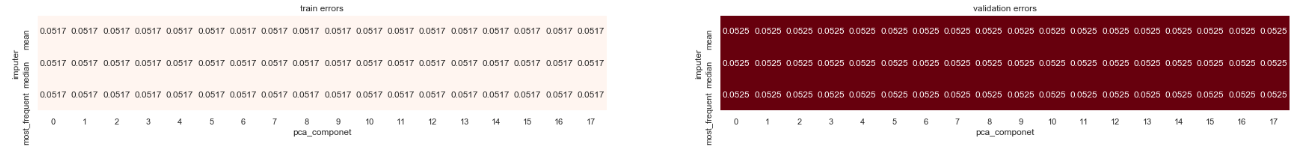 train errors
mean 0.0517 0.0517 0.0517 0.0517 0.0517 0.0517 0.0517 0.0517 0.0517 0.0517 0.0517 0.0517 0.0517 0.0517 0.0517 0.0517 0.0517 0.0517
median 0.0517 0.0517 0.0517 0.0517 0.0517 0.0517 0.0517 0.0517 0.0517 0.0517 0.0517 0.0517 0.0517 0.0517 0.0517 0.0517 0.0517 0.0517
most_frequent 0.0517 0.0517 0.0517 0.0517 0.0517 0.0517 0.0517 0.0517 0.0517 0.0517 0.0517 0.0517 0.0517 0.0517 0.0517 0.0517 0.0517 0.0517
imputer
0 1 2 3 4 5 6 7 8 9 10 11 12 13 14 15 16 17
pca_componet
validation errors
mean 0.0525 0.0525 0.0525 0.0525 0.0525 0.0525 0.0525 0.0525 0.0525 0.0525 0.0525 0.0525 0.0525 0.0525 0.0525 0.0525 0.0525 0.0525
median 0.0525 0.0525 0.0525 0.0525 0.0525 0.0525 0.0525 0.0525 0.0525 0.0525 0.0525 0.0525 0.0525 0.0525 0.0525 0.0525 0.0525 0.0525
most_frequent 0.0525 0.0525 0.0525 0.0525 0.0525 0.0525 0.0525 0.0525 0.0525 0.0525 0.0525 0.0525 0.0525 0.0525 0.0525 0.0525 0.0525 0.0525
imputer
0 1 2 3 4 5 6 7 8 9 10 11 12 13 14 15 16 17
pca_componet